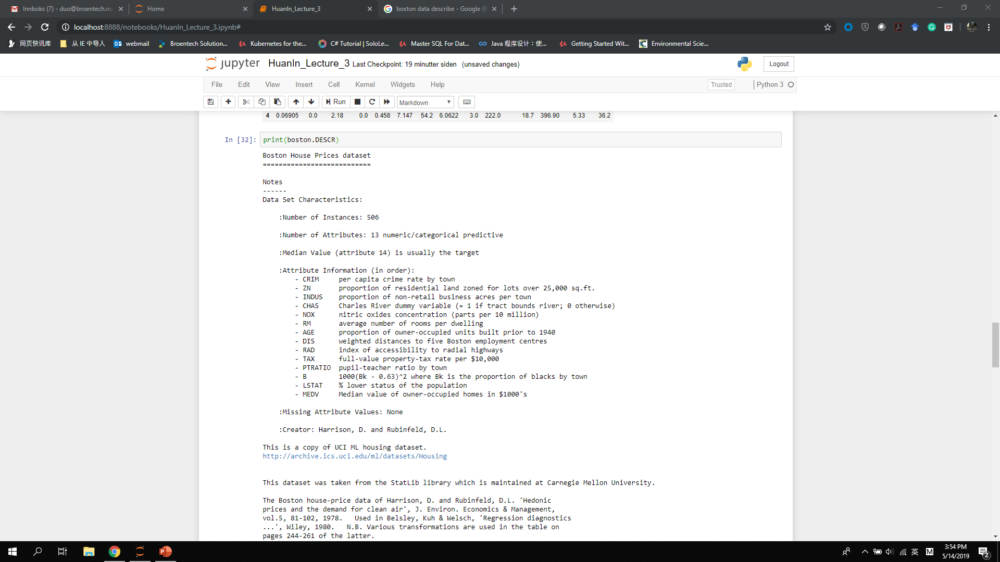 Innboks (7) - duo@broentech.no
Home
HuanIn_Lecture_3
boston data describe - Google
localhost:8888/notebooks/HuanIn_Lecture_3.ipynb#
网页快讯库
从 IE 中导入
webmail
Broentech Solution...
Kubernetes for the...
C# Tutorial | SoloLe...
Master SQL For Dat...
Java 程序设计：使...
Getting Started Wit...
Environmental Scie...
jupyter HuanIn_Lecture_3 Last Checkpoint: 19 minutter siden (unsaved changes)
Logout
File Edit View Insert Cell Kernel Widgets Help
Trusted
Python 3
Run
Markdown
4 0.06905 0.0 2.18 0.0 0.458 7.147 54.2 6.0622 3.0 222.0 18.7 396.90 5.33 36.2
In [32]: print(boston.DESCR)
Boston House Prices dataset
===========================
Notes
------
Data Set Characteristics:
:Number of Instances: 506
:Number of Attributes: 13 numeric/categorical predictive
:Median Value (attribute 14) is usually the target
:Attribute Information (in order):
- CRIM per capita crime rate by town
- ZN proportion of residential land zoned for lots over 25,000 sq.ft.
- INDUS proportion of non-retail business acres per town
- CHAS Charles River dummy variable (= 1 if tract bounds river; 0 otherwise)
- NOX nitric oxides concentration (parts per 10 million)
- RM average number of rooms per dwelling
- AGE proportion of owner-occupied units built prior to 1940
- DIS weighted distances to five Boston employment centres
- RAD index of accessibility to radial highways
- TAX full-value property-tax rate per $10,000
- PTRATIO pupil-teacher ratio by town
- B 1000(Bk - 0.63)^2 where Bk is the proportion of blacks by town
- LSTAT % lower status of the population
- MEDV Median value of owner-occupied homes in $1000's
:Missing Attribute Values: None
:Creator: Harrison, D. and Rubinfeld, D.L.
This is a copy of UCI ML housing dataset.
http://archive.ics.uci.edu/ml/datasets/Housing
This dataset was taken from the StatLib library which is maintained at Carnegie Mellon University.
The Boston house-price data of Harrison, D. and Rubinfeld, D.L. 'Hedonic
prices and the demand for clean air', J. Environ. Economics & Management,
vol.5, 81-102, 1978. Used in Belsley, Kuh & Welsch, 'Regression diagnostics
...', Wiley, 1980. N.B. Various transformations are used in the table on
pages 244-261 of the latter.
英
M
3:54 PM
5/14/2019
2